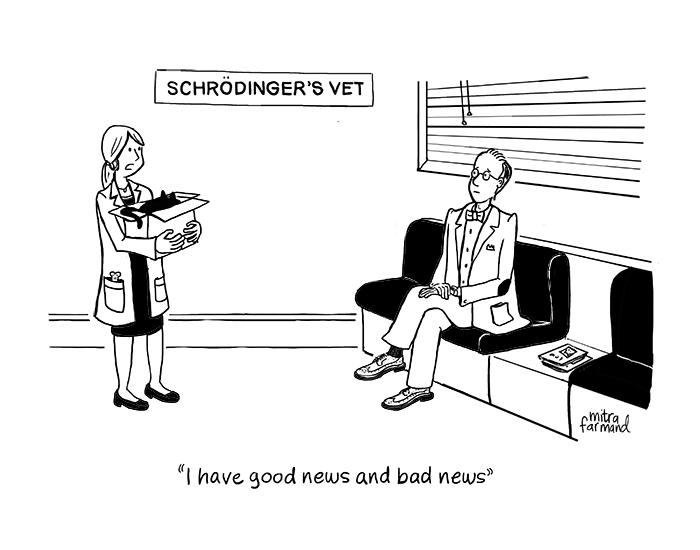 SCHRÖDINGER'S VET
mitra
farmand
“I have good news and bad news”